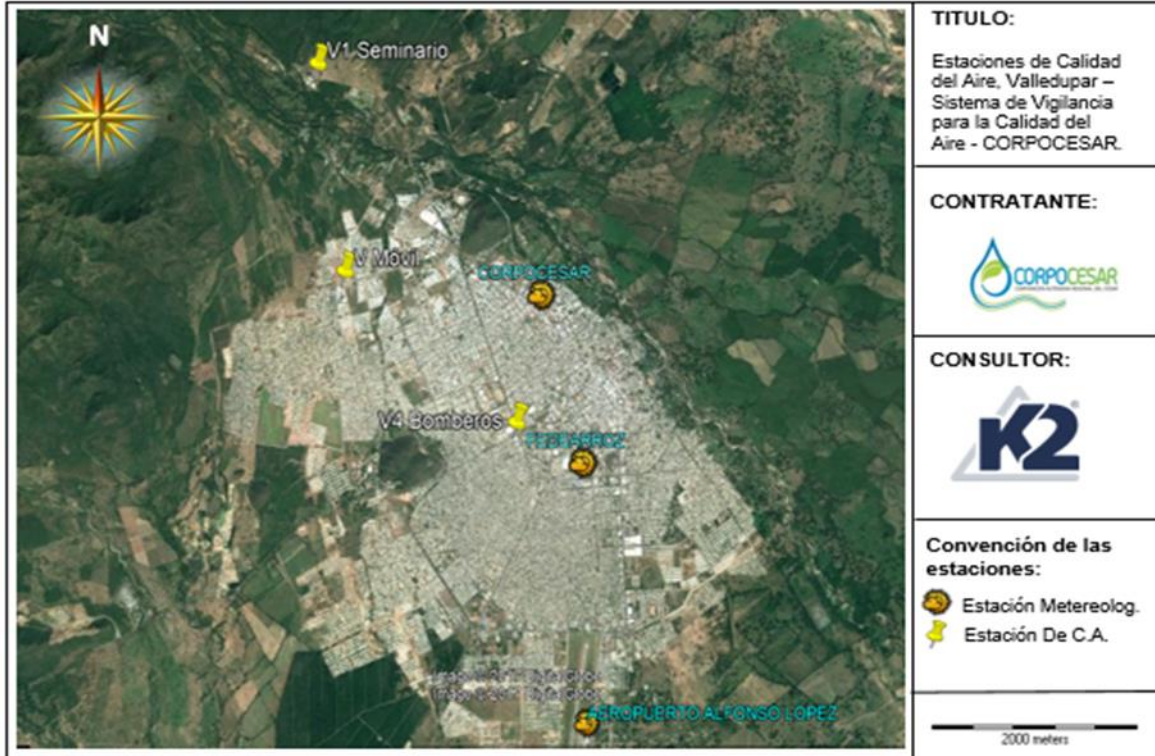 N
V1 Seminario
V Movil
CORPOCESAR
V4 Bomberos
FEDEARROZ
AEROPUERTO ALFONSO LOPEZ
TITULO:
Estaciones de Calidad
del Aire, Valledupar –
Sistema de Vigilancia
para la Calidad del
Aire - CORPOCESAR.
CONTRATANTE:
CORPOCESAR
CONSULTOR:
K2
Convención de las
estaciones:
Estación Metereolog.
Estación De C.A.
2000 meters